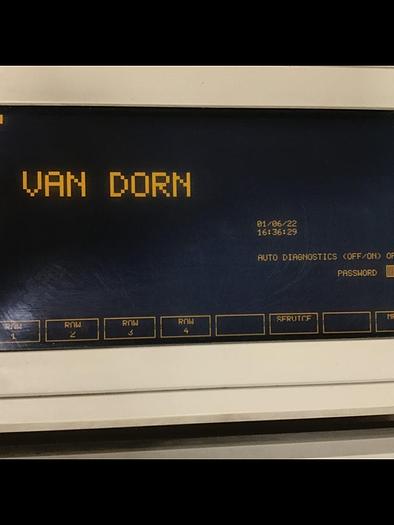 VAN DORN
01/06/22
16:36:29
AUTO DIAGNOSTICS (OFF/ON)
PASSWORD
ROW ROW ROW ROW SERVICE
1 2 3 4